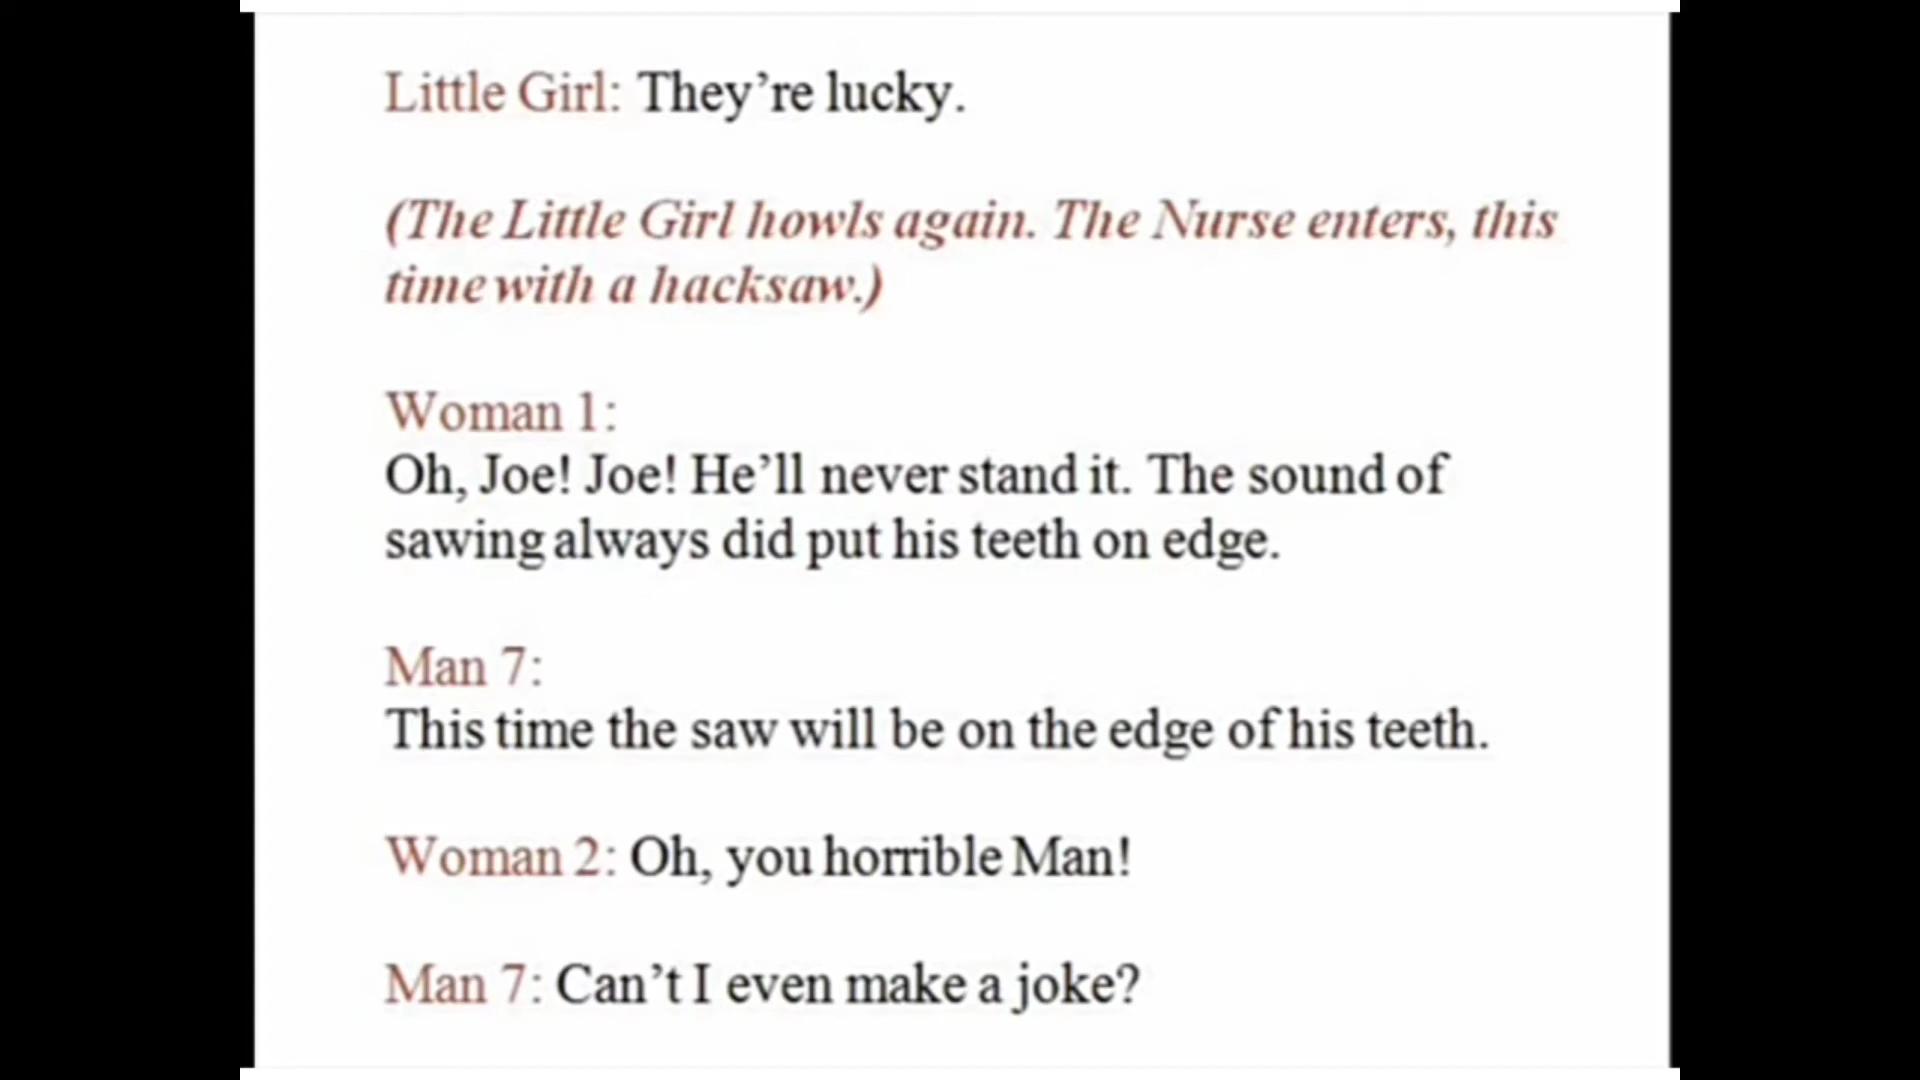 Little Girl: They’re lucky.
(The Little Girl howls again. The Nurse enters, this
time with a hacksaw.)
Woman 1:
Oh, Joe! Joe! He’ll never stand it. The sound of
sawing always did put his teeth on edge.
Man 7:
This time the saw will be on the edge of his teeth.
Woman 2: Oh, you horrible Man!
Man 7: Can’t I even make a joke?